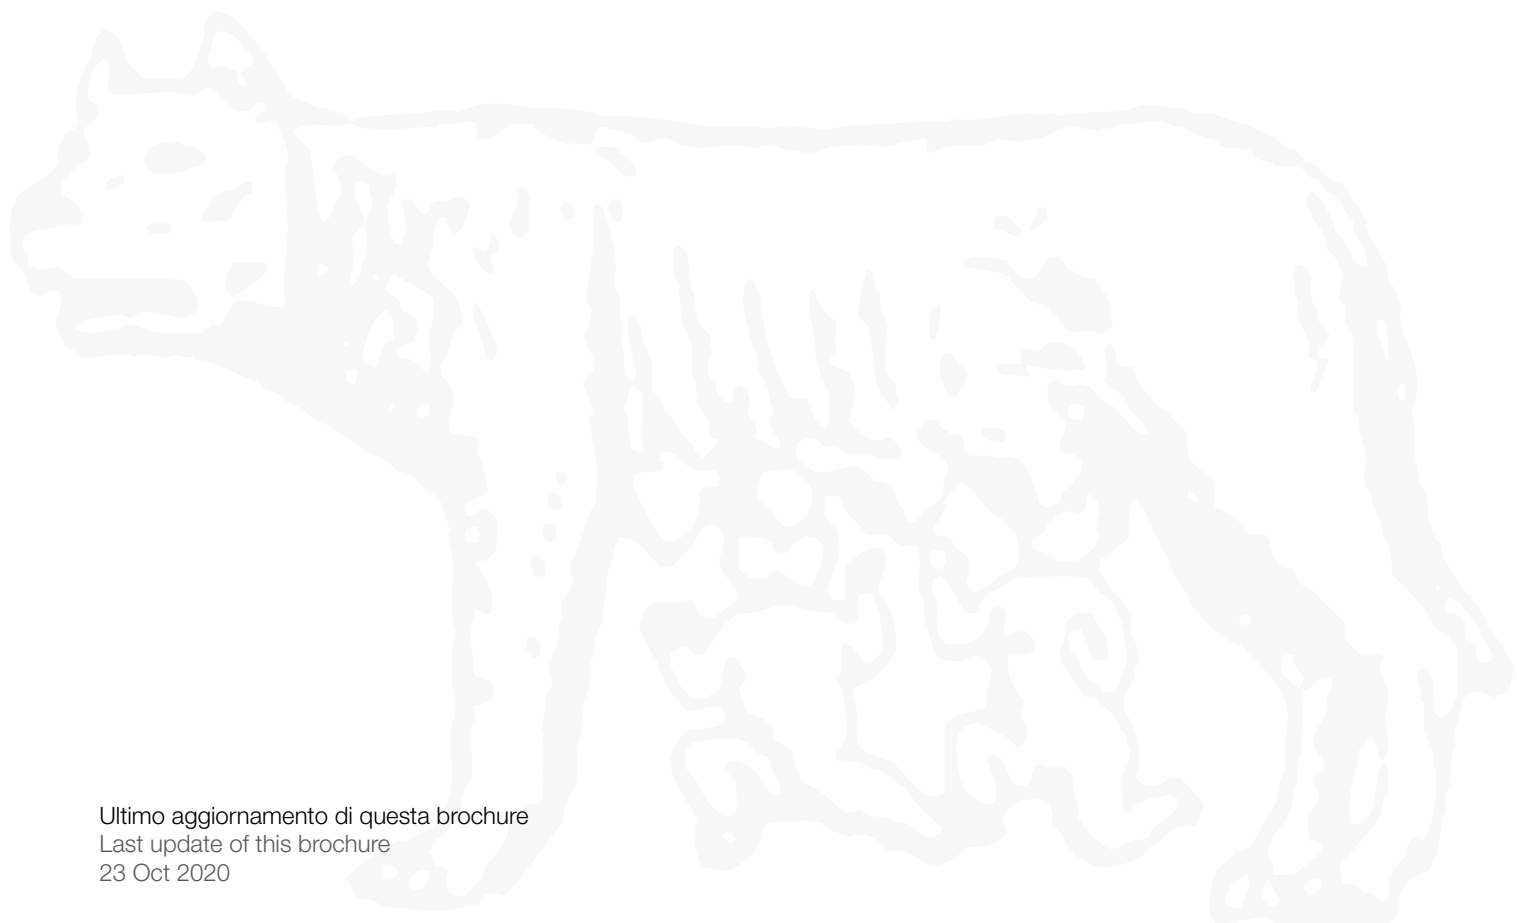 Ultimo aggiornamento di questa brochure
Last update of this brochure
23 Oct 2020